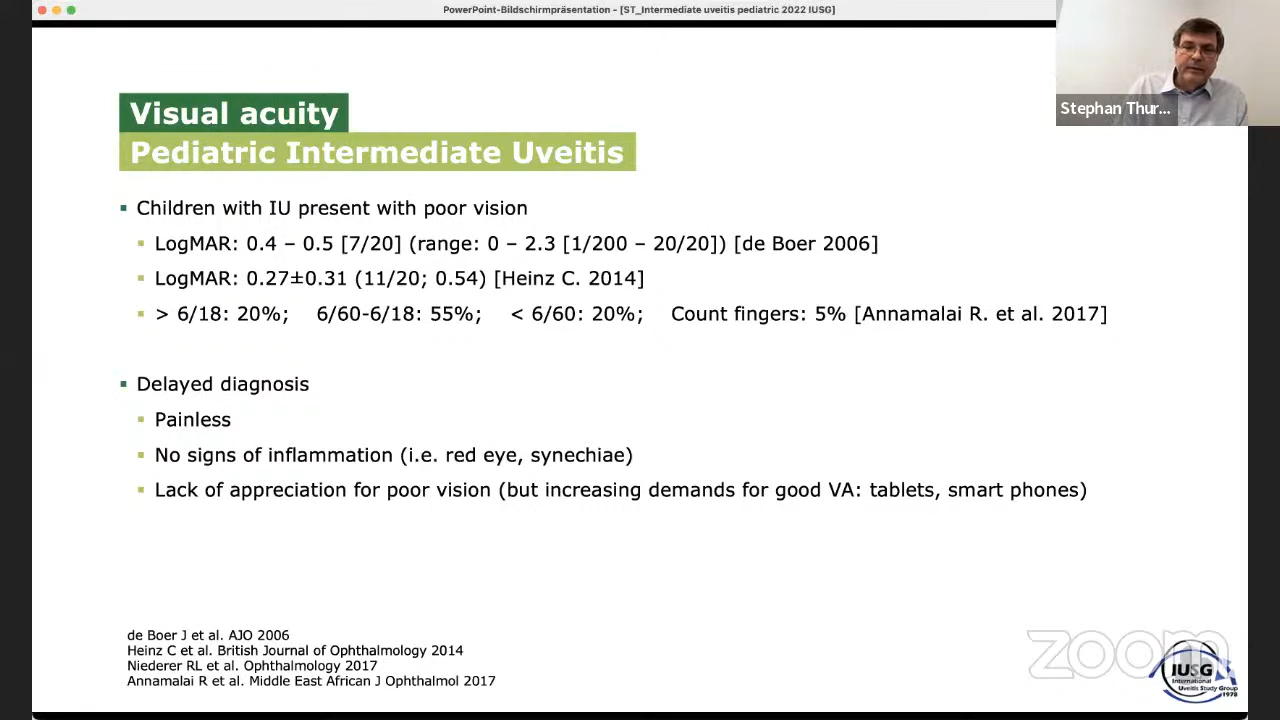 PowerPoint-Bildschirmpräsentation - [ST_Intermediate uveitis pediatric 2022 IUSG]
Stephan Thur...
Visual acuity
Pediatric Intermediate Uveitis
Children with IU present with poor vision
LogMAR: 0.4 – 0.5 [7/20] (range: 0 – 2.3 [1/200 – 20/20]) [de Boer 2006]
LogMAR: 0.27±0.31 (11/20; 0.54) [Heinz C. 2014]
> 6/18: 20%; 6/60-6/18: 55%; < 6/60: 20%; Count fingers: 5% [Annamalai R. et al. 2017]
Delayed diagnosis
Painless
No signs of inflammation (i.e. red eye, synechiae)
Lack of appreciation for poor vision (but increasing demands for good VA: tablets, smart phones)
de Boer J et al. AJO 2006
Heinz C et al. British Journal of Ophthalmology 2014
Niederer RL et al. Ophthalmology 2017
Annamalai R et al. Middle East African J Ophthalmol 2017
zoom
IUSG
International
Uveitis Study Group
1978